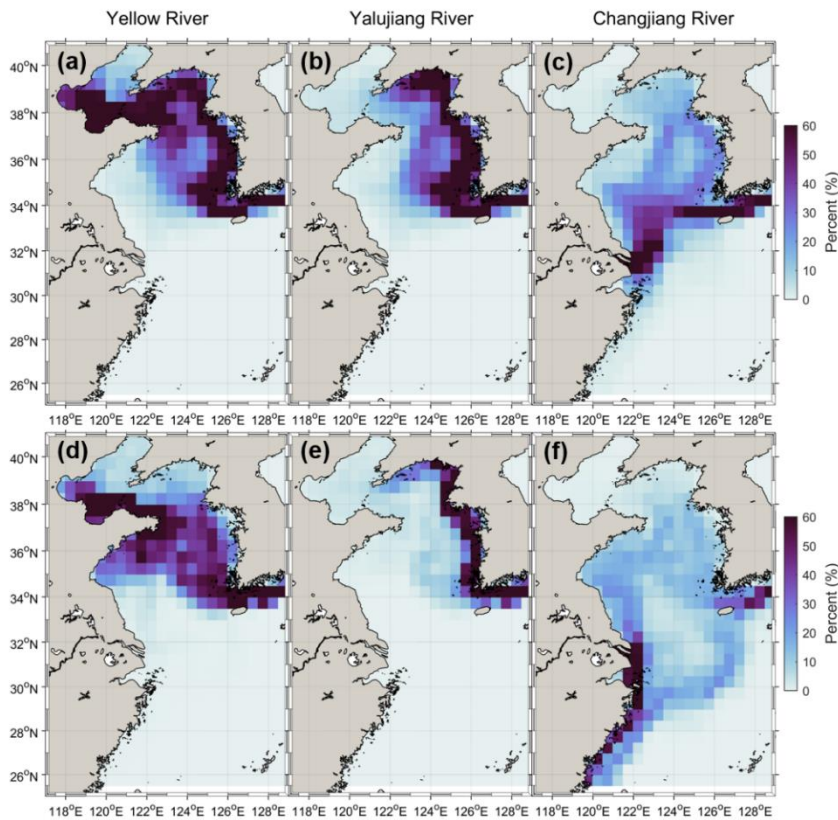 Yellow River Yalujiang River Changjiang River
(a) (b) (c)
40°N
38°N
36°N
34°N
32°N
30°N
28°N
26°N
118°E 120°E 122°E 124°E 126°E 128°E 118°E 120°E 122°E 124°E 126°E 128°E 118°E 120°E 122°E 124°E 126°E 128°E
60
50
40
30
20
10
0
Percent (%)
(d) (e) (f)
40°N
38°N
36°N
34°N
32°N
30°N
28°N
26°N
118°E 120°E 122°E 124°E 126°E 128°E 118°E 120°E 122°E 124°E 126°E 128°E 118°E 120°E 122°E 124°E 126°E 128°E
60
50
40
30
20
10
0
Percent (%)